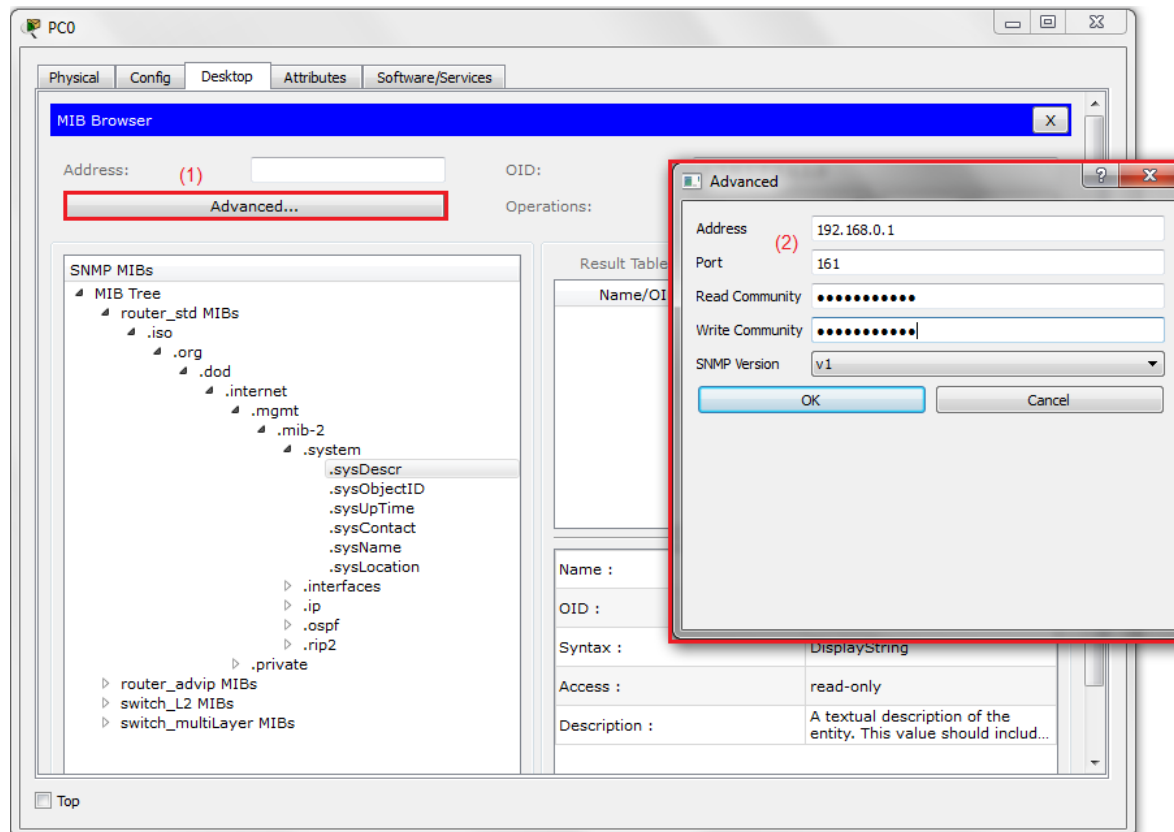 PC0
Physical Config Desktop Attributes Software/Services
MIB Browser X
Address: (1) OID:
Advanced... Operations:
SNMP MIBs
MIB Tree
router_std MIBs
.iso
.org
.dod
.internet
.mgmt
.mib-2
.system
.sysDescr
.sysObjectID
.sysUpTime
.sysContact
.sysName
.sysLocation
.interfaces
.ip
.ospf
.rip2
.private
router_advip MIBs
switch_L2 MIBs
switch_multiLayer MIBs
Result Table
Name/OI
Name :
OID :
Syntax : DisplayString
Access : read-only
Description : A textual description of the
entity. This value should includ...
Advanced ? X
Address (2) 192.168.0.1
Port 161
Read Community ●●●●●●●●●●●
Write Community ●●●●●●●●●●●
SNMP Version v1
OK Cancel
Top